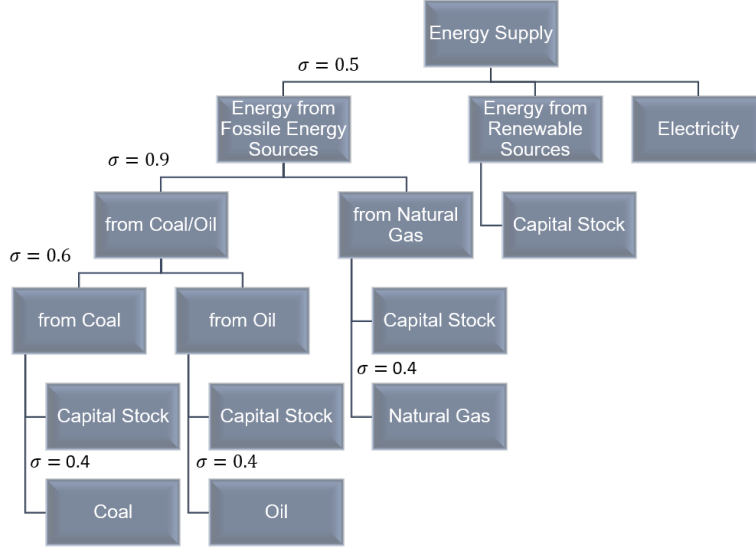 Energy Supply
σ = 0.5
Energy from
Fossile Energy
Sources
Energy from
Renewable
Sources
Electricity
σ = 0.9
from Coal/Oil
from Natural
Gas
Capital Stock
σ = 0.6
from Coal
from Oil
Capital Stock
σ = 0.4
Natural Gas
Capital Stock
Capital Stock
σ = 0.4
σ = 0.4
Coal
Oil